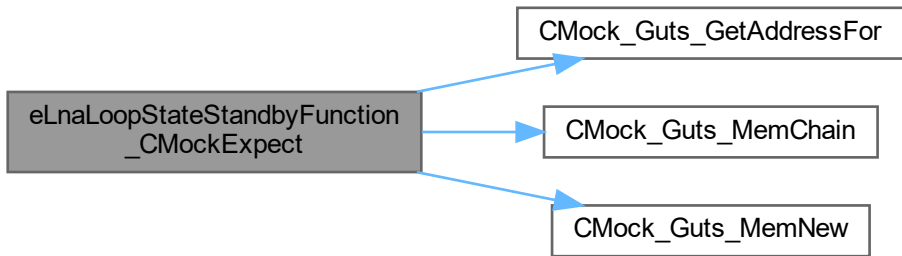 CMock_Guts_GetAddressFor
eLnaLoopStateStandbyFunction
_CMockExpect
CMock_Guts_MemChain
CMock_Guts_MemNew